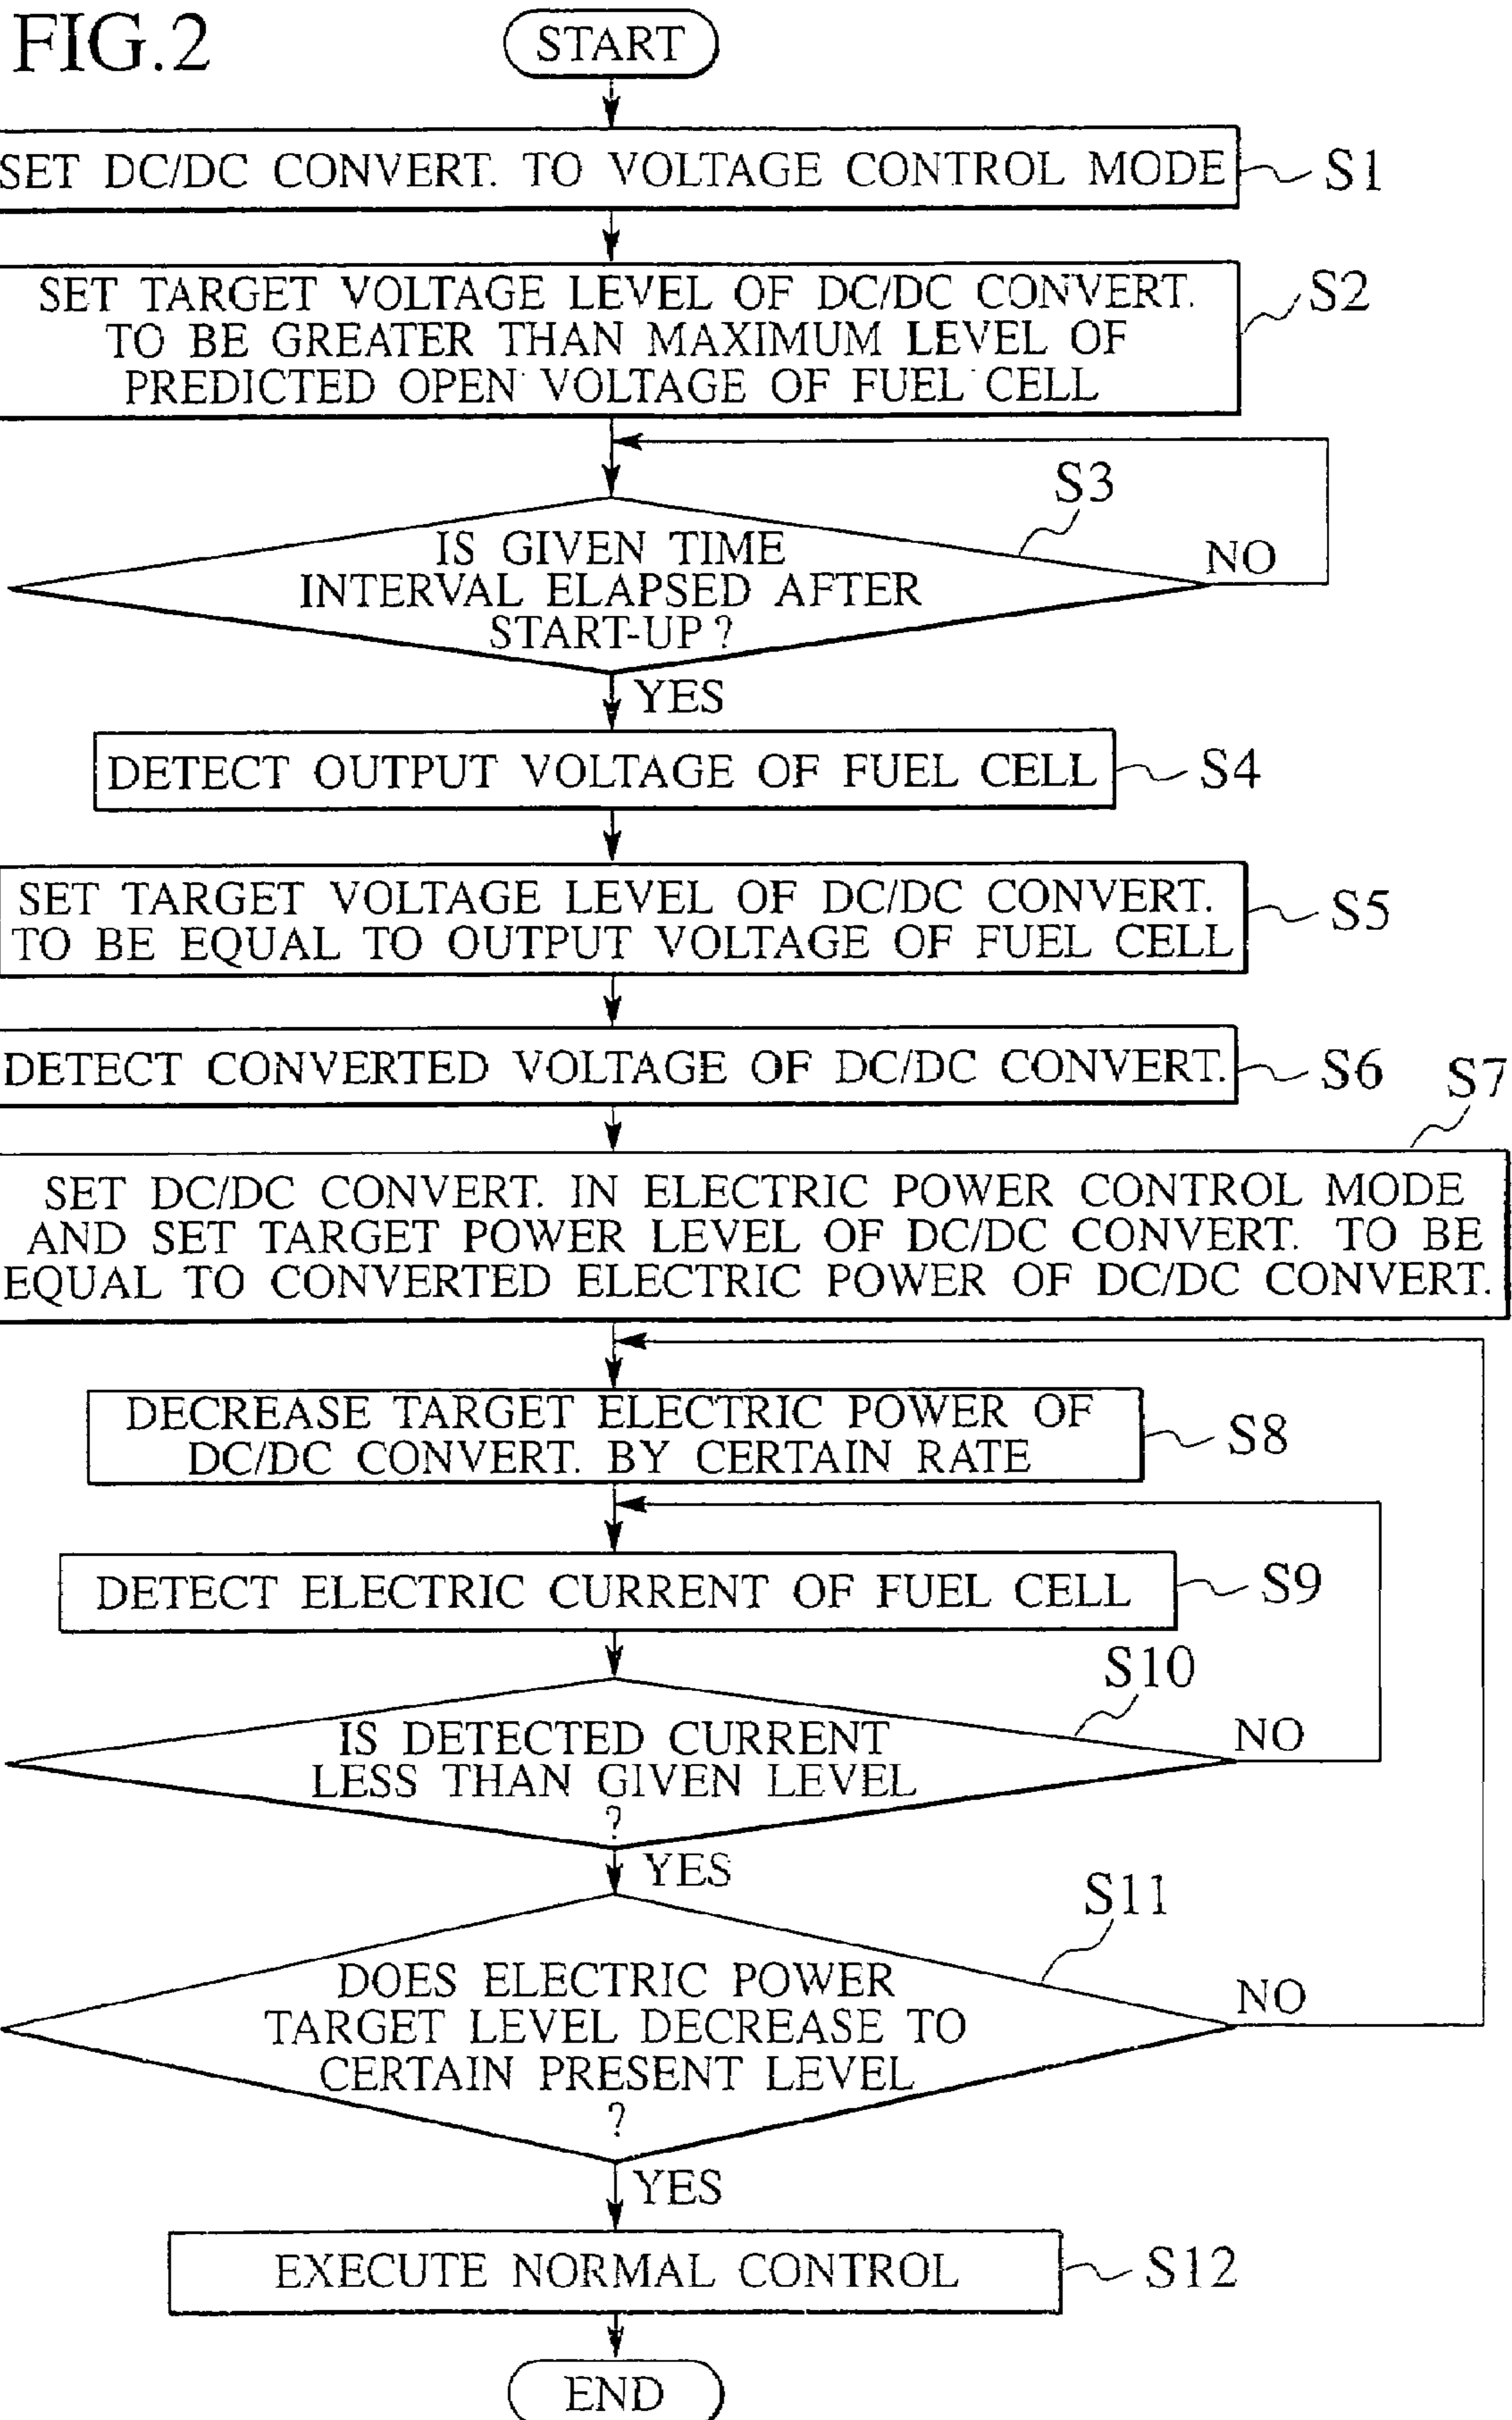 FIG.2
START
SET DC/DC CONVERT. TO VOLTAGE CONTROL MODE
S1
SET TARGET VOLTAGE LEVEL OF DC/DC CONVERT.
TO BE GREATER THAN MAXIMUM LEVEL OF
PREDICTED OPEN VOLTAGE OF FUEL CELL
S2
S3
IS GIVEN TIME
INTERVAL ELAPSED AFTER
START-UP?
NO
YES
DETECT OUTPUT VOLTAGE OF FUEL CELL
S4
SET TARGET VOLTAGE LEVEL OF DC/DC CONVERT.
TO BE EQUAL TO OUTPUT VOLTAGE OF FUEL CELL
S5
DETECT CONVERTED VOLTAGE OF DC/DC CONVERT.
S6
S7
SET DC/DC CONVERT. IN ELECTRIC POWER CONTROL MODE
AND SET TARGET POWER LEVEL OF DC/DC CONVERT. TO BE
EQUAL TO CONVERTED ELECTRIC POWER OF DC/DC CONVERT.
DECREASE TARGET ELECTRIC POWER OF
DC/DC CONVERT. BY CERTAIN RATE
S8
DETECT ELECTRIC CURRENT OF FUEL CELL
S9
S10
IS DETECTED CURRENT
LESS THAN GIVEN LEVEL
?
NO
YES
S11
DOES ELECTRIC POWER
TARGET LEVEL DECREASE TO
CERTAIN PRESENT LEVEL
?
NO
YES
EXECUTE NORMAL CONTROL
S12
END